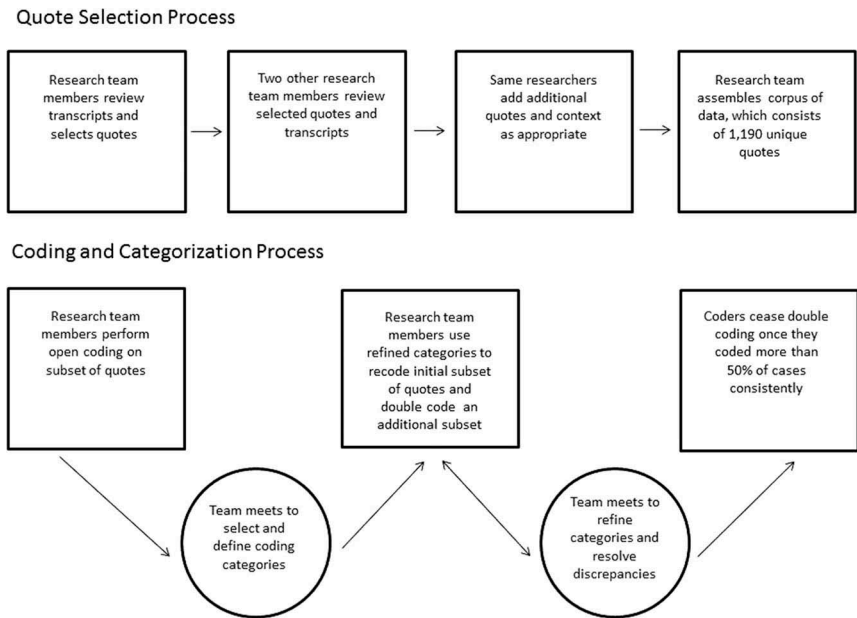 Quote Selection Process
Research team
members review
transcripts and
selects quotes
Two other research
team members review
selected quotes and
transcripts
Same researchers
add additional
quotes and context
as appropriate
Research team
assembles corpus of
data, which consists
of 1,190 unique
quotes
Coding and Categorization Process
Research team
members perform
open coding on
subset of quotes
Team meets to
select and
define coding
categories
Research team
members use
refined categories to
recode initial subset
of quotes and
double code an
additional subset
Team meets to
refine
categories and
resolve
discrepancies
Coders cease double
coding once they
coded more than
50% of cases
consistently